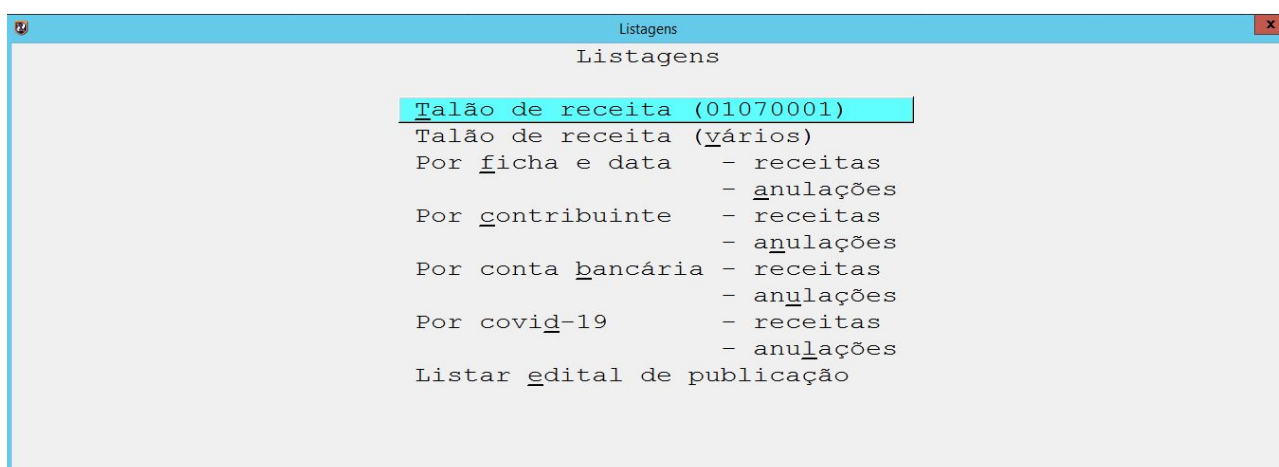 Listagens
x
Listagens
Talão de receita (01070001)
Talão de receita (vários)
Por ficha e data - receitas
- anulações
Por contribuinte - receitas
- anulações
Por conta bancária - receitas
- anulações
Por covid-19 - receitas
- anulações
Listar edital de publicação